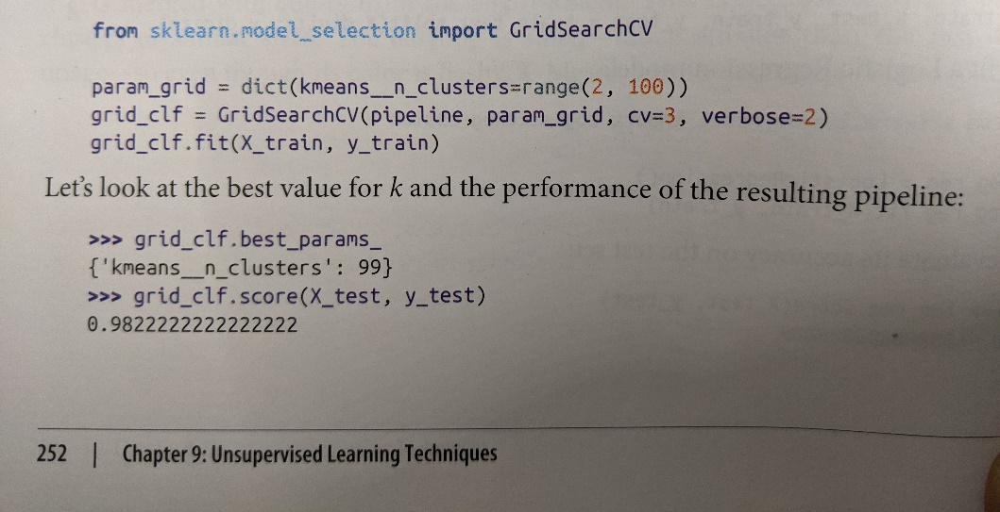 from sklearn.model_selection import GridSearchCV
param_grid = dict(kmeans__n_clusters=range(2, 100))
grid_clf = GridSearchCV(pipeline, param_grid, cv=3, verbose=2)
grid_clf.fit(X_train, y_train)
Let's look at the best value for k and the performance of the resulting pipeline:
>>> grid_clf.best_params_
{'kmeans__n_clusters': 99}
>>> grid_clf.score(X_test, y_test)
0.9822222222222222
252 | Chapter 9: Unsupervised Learning Techniques